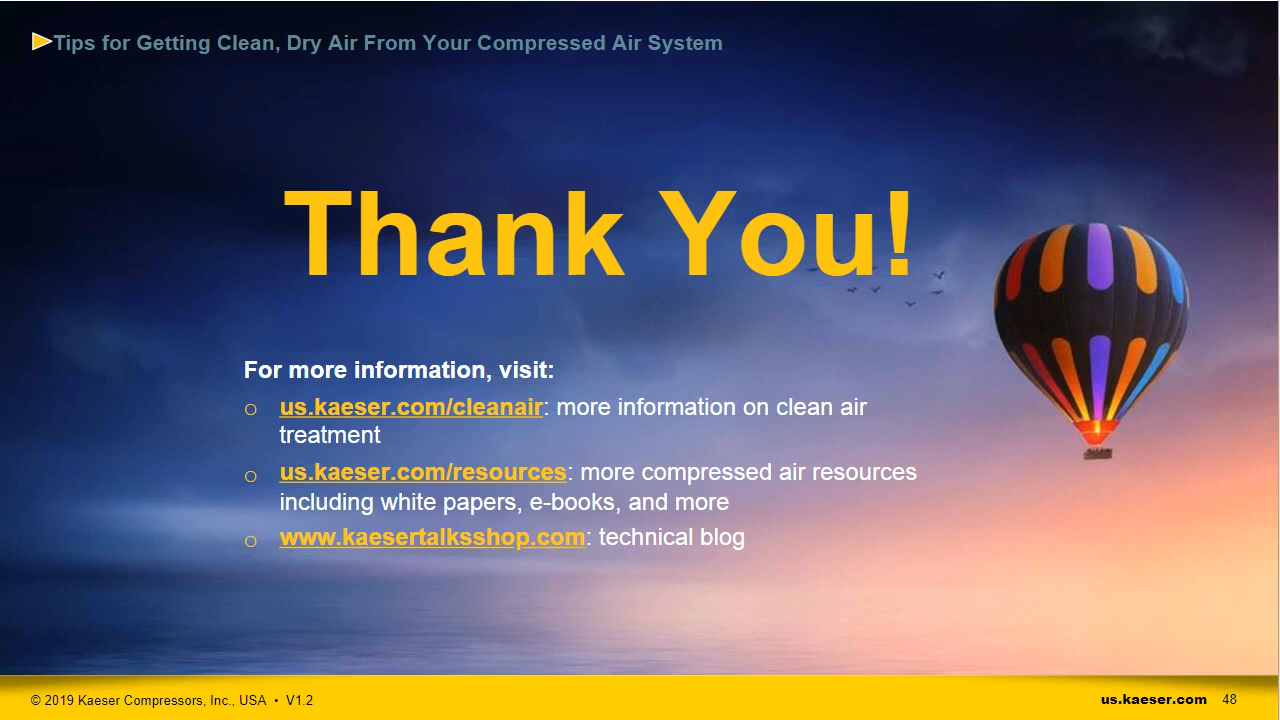 Tips for Getting Clean, Dry Air From Your Compressed Air System
Thank You!
For more information, visit:
o us.kaeser.com/cleanair: more information on clean air
treatment
o us.kaeser.com/resources: more compressed air resources
including white papers, e-books, and more
o www.kaesertalksshop.com: technical blog
© 2019 Kaeser Compressors, Inc., USA • V1.2
us.kaeser.com 48